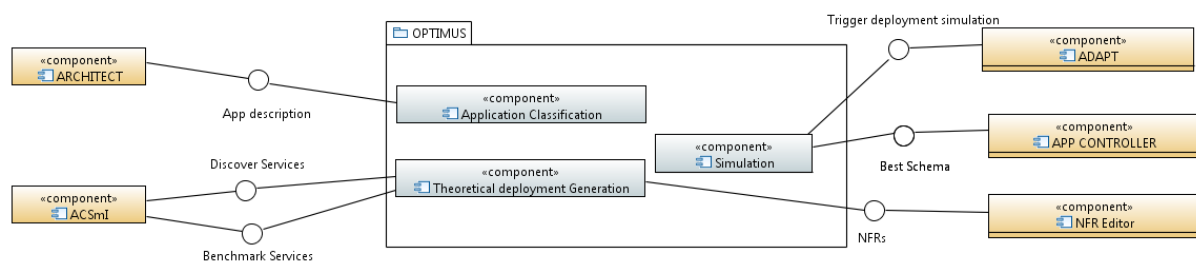 Trigger deployment simulation
OPTIMUS
«component»
ADAPT
«component»
ARCHITECT
«component»
Application Classification
App description
«component»
APP CONTROLLER
«component»
Simulation
Best Schema
Discover Services
«component»
Theoretical deployment Generation
«component»
ACSmI
«component»
NFR Editor
NFRs
Benchmark Services